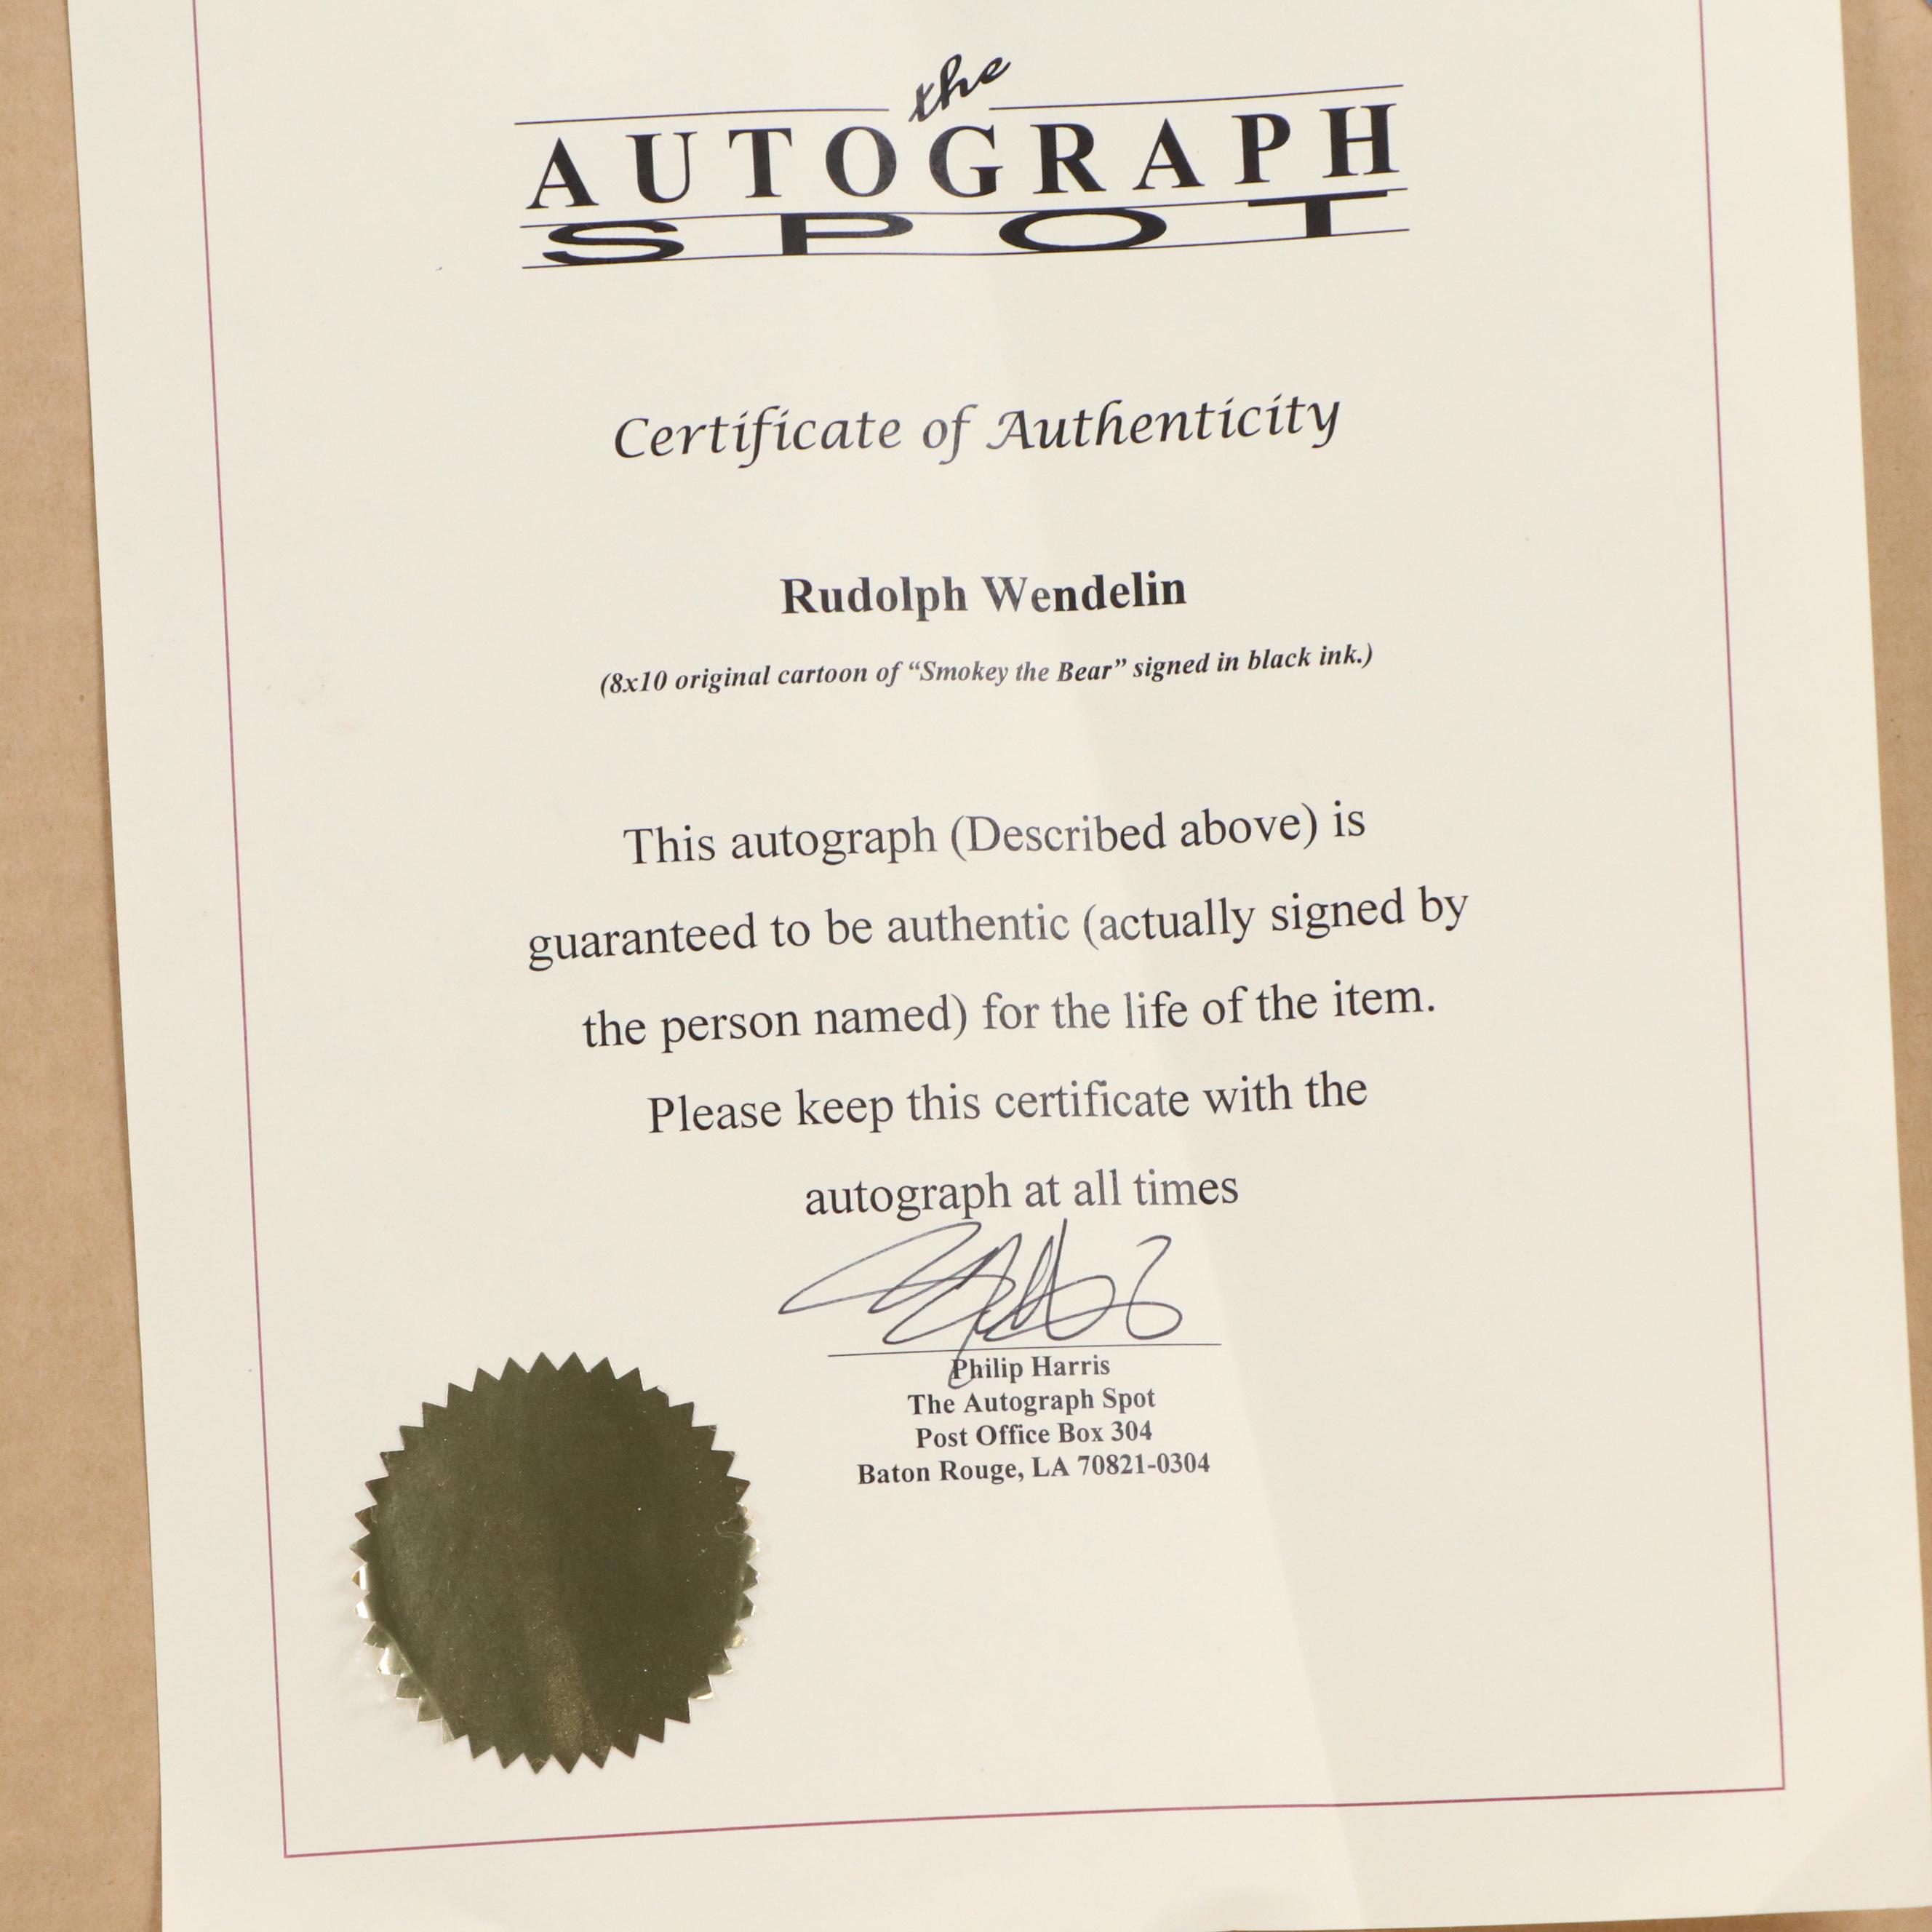 the
AUTOGRAPH
SPOT
Certificate of Authenticity
Rudolph Wendelin
(8x10 original cartoon of “Smokey the Bear” signed in black ink.)
This autograph (Described above) is
guaranteed to be authentic (actually signed by
the person named) for the life of the item.
Please keep this certificate with the
autograph at all times
Philip Harris
The Autograph Spot
Post Office Box 304
Baton Rouge, LA 70821-0304